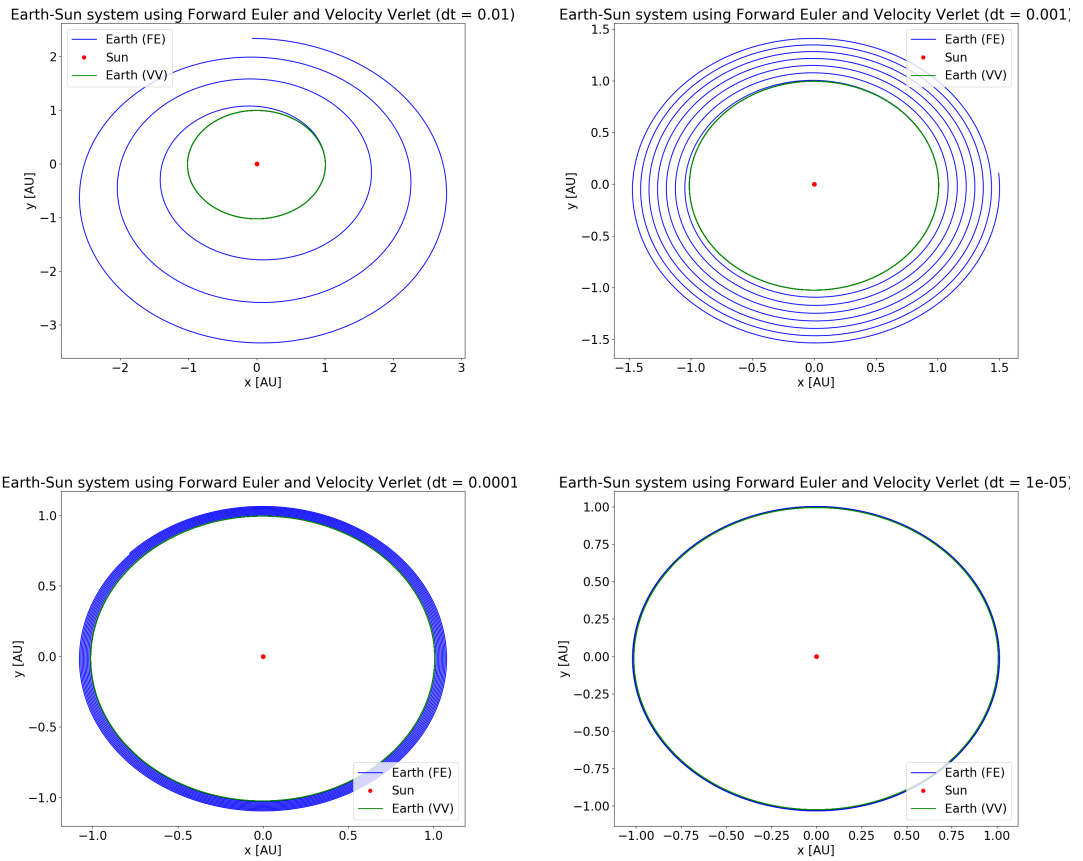 Earth-Sun system using Forward Euler and Velocity Verlet (dt = 0.01)
Earth (FE)
Sun
Earth (VV)
2
1
0
−1
−2
−3
y [AU]
−2
−1
0
1
2
3
x [AU]
Earth-Sun system using Forward Euler and Velocity Verlet (dt = 0.001)
Earth (FE)
Sun
Earth (VV)
1.5
1.0
0.5
0.0
−0.5
−1.0
−1.5
y [AU]
−1.5
−1.0
−0.5
0.0
0.5
1.0
1.5
x [AU]
Earth-Sun system using Forward Euler and Velocity Verlet (dt = 0.0001
1.0
0.5
0.0
−0.5
−1.0
y [AU]
Earth (FE)
Sun
Earth (VV)
−1.0
−0.5
0.0
0.5
1.0
x [AU]
Earth-Sun system using Forward Euler and Velocity Verlet (dt = 1e-05)
1.00
0.75
0.50
0.25
0.00
−0.25
−0.50
−0.75
−1.00
y [AU]
Earth (FE)
Sun
Earth (VV)
−1.00
−0.75
−0.50
−0.25
0.00
0.25
0.50
0.75
1.00
x [AU]